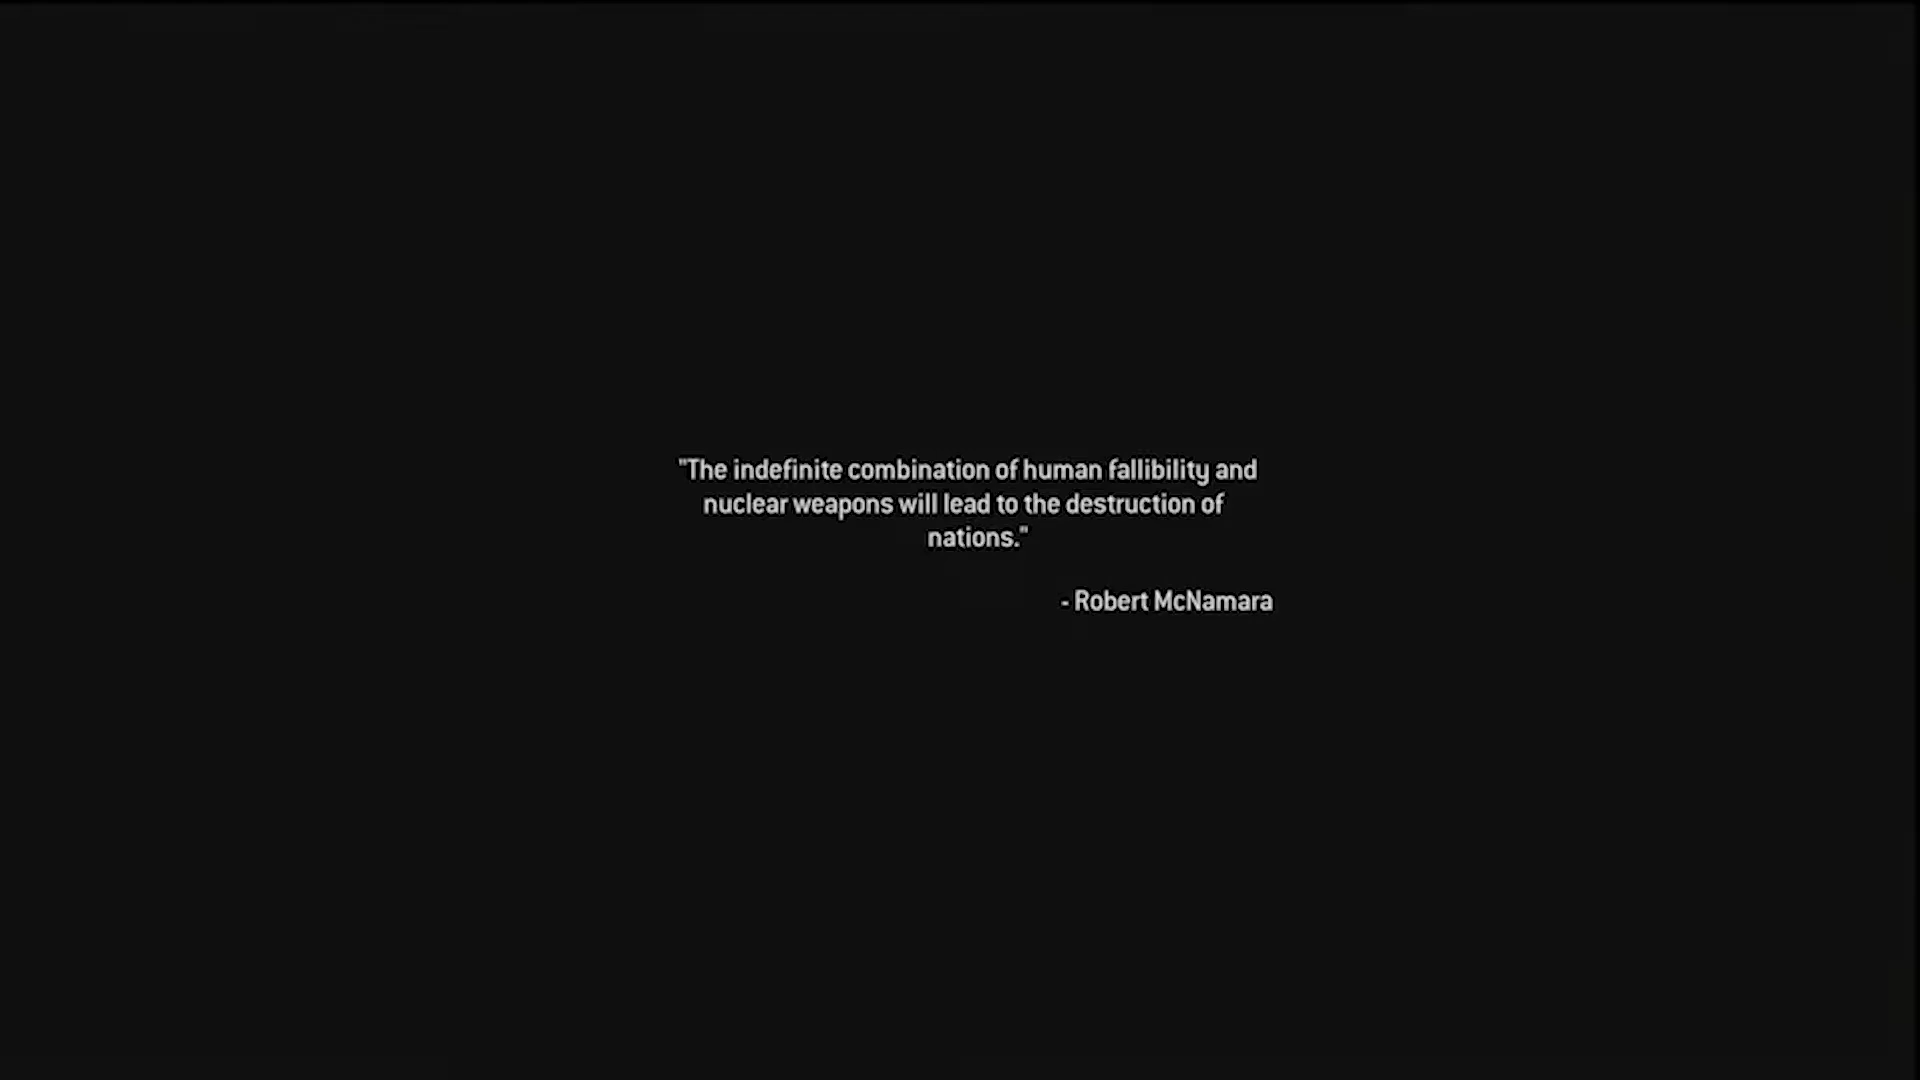 "The indefinite combination of human fallibility and
nuclear weapons will lead to the destruction of
nations."
- Robert McNamara